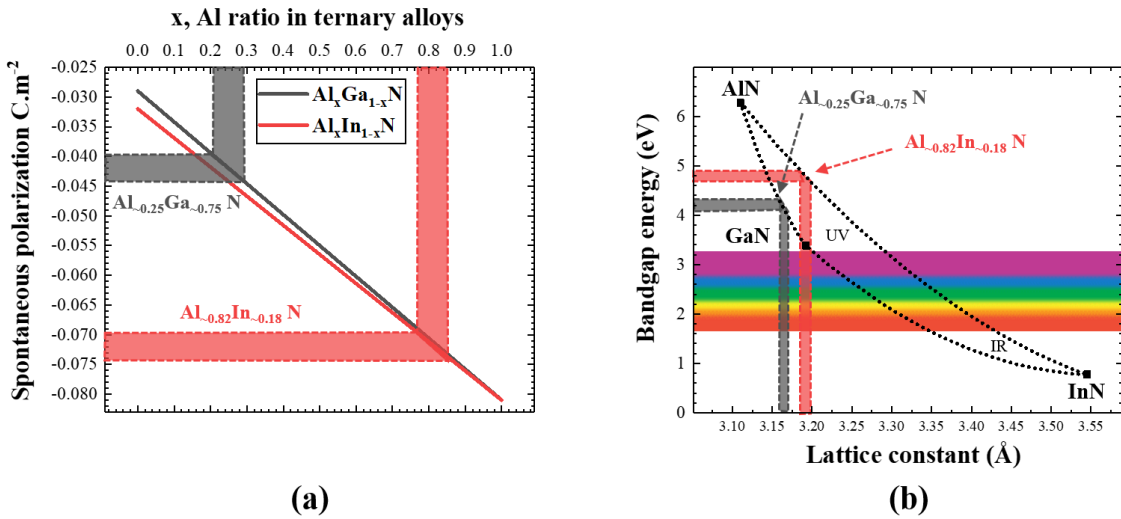 x, Al ratio in ternary alloys
0.0 0.1 0.2 0.3 0.4 0.5 0.6 0.7 0.8 0.9 1.0
Spontaneous polarization C.m-2
-0.025
-0.030
-0.035
-0.040
-0.045
-0.050
-0.055
-0.060
-0.065
-0.070
-0.075
-0.080
AlxGa1-xN
AlxIn1-xN
Al~0.25Ga~0.75 N
Al~0.82In~0.18 N
(a)
Bandgap energy (eV)
6
5
4
3
2
1
0
AlN
Al~0.25Ga~0.75 N
Al~0.82In~0.18 N
GaN
UV
IR
InN
3.10 3.15 3.20 3.25 3.30 3.35 3.40 3.45 3.50 3.55
Lattice constant (Å)
(b)